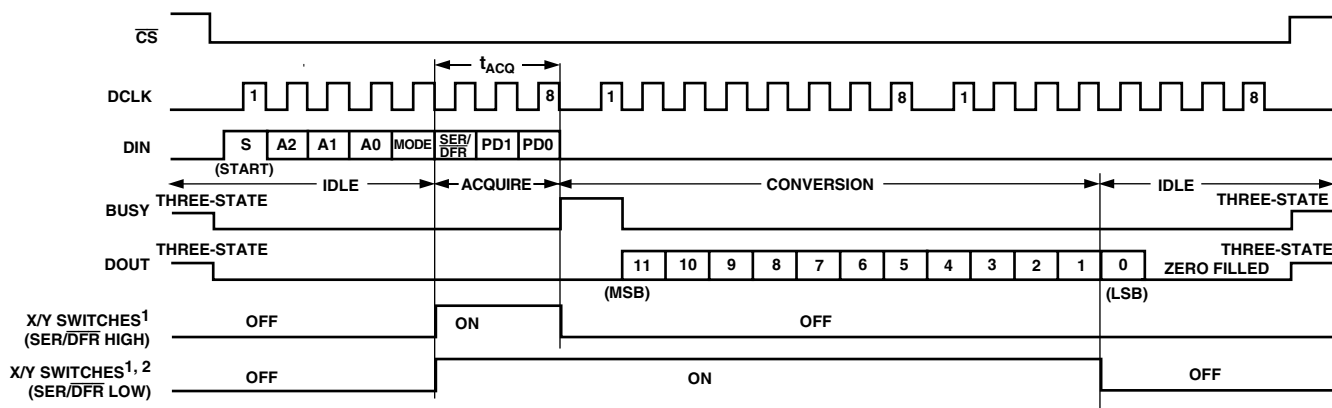 CS
tACQ
DCLK 1 8 1 8 1 8
DIN S A2 A1 A0 MODE SER/DFR PD1 PD0
(START)
IDLE ACQUIRE CONVERSION IDLE
BUSY THREE-STATE THREE-STATE
DOUT THREE-STATE 11 10 9 8 7 6 5 4 3 2 1 0 ZERO FILLED THREE-STATE
(MSB) (LSB)
X/Y SWITCHES1 OFF ON OFF
(SER/DFR HIGH)
X/Y SWITCHES1, 2 OFF ON OFF
(SER/DFR LOW)